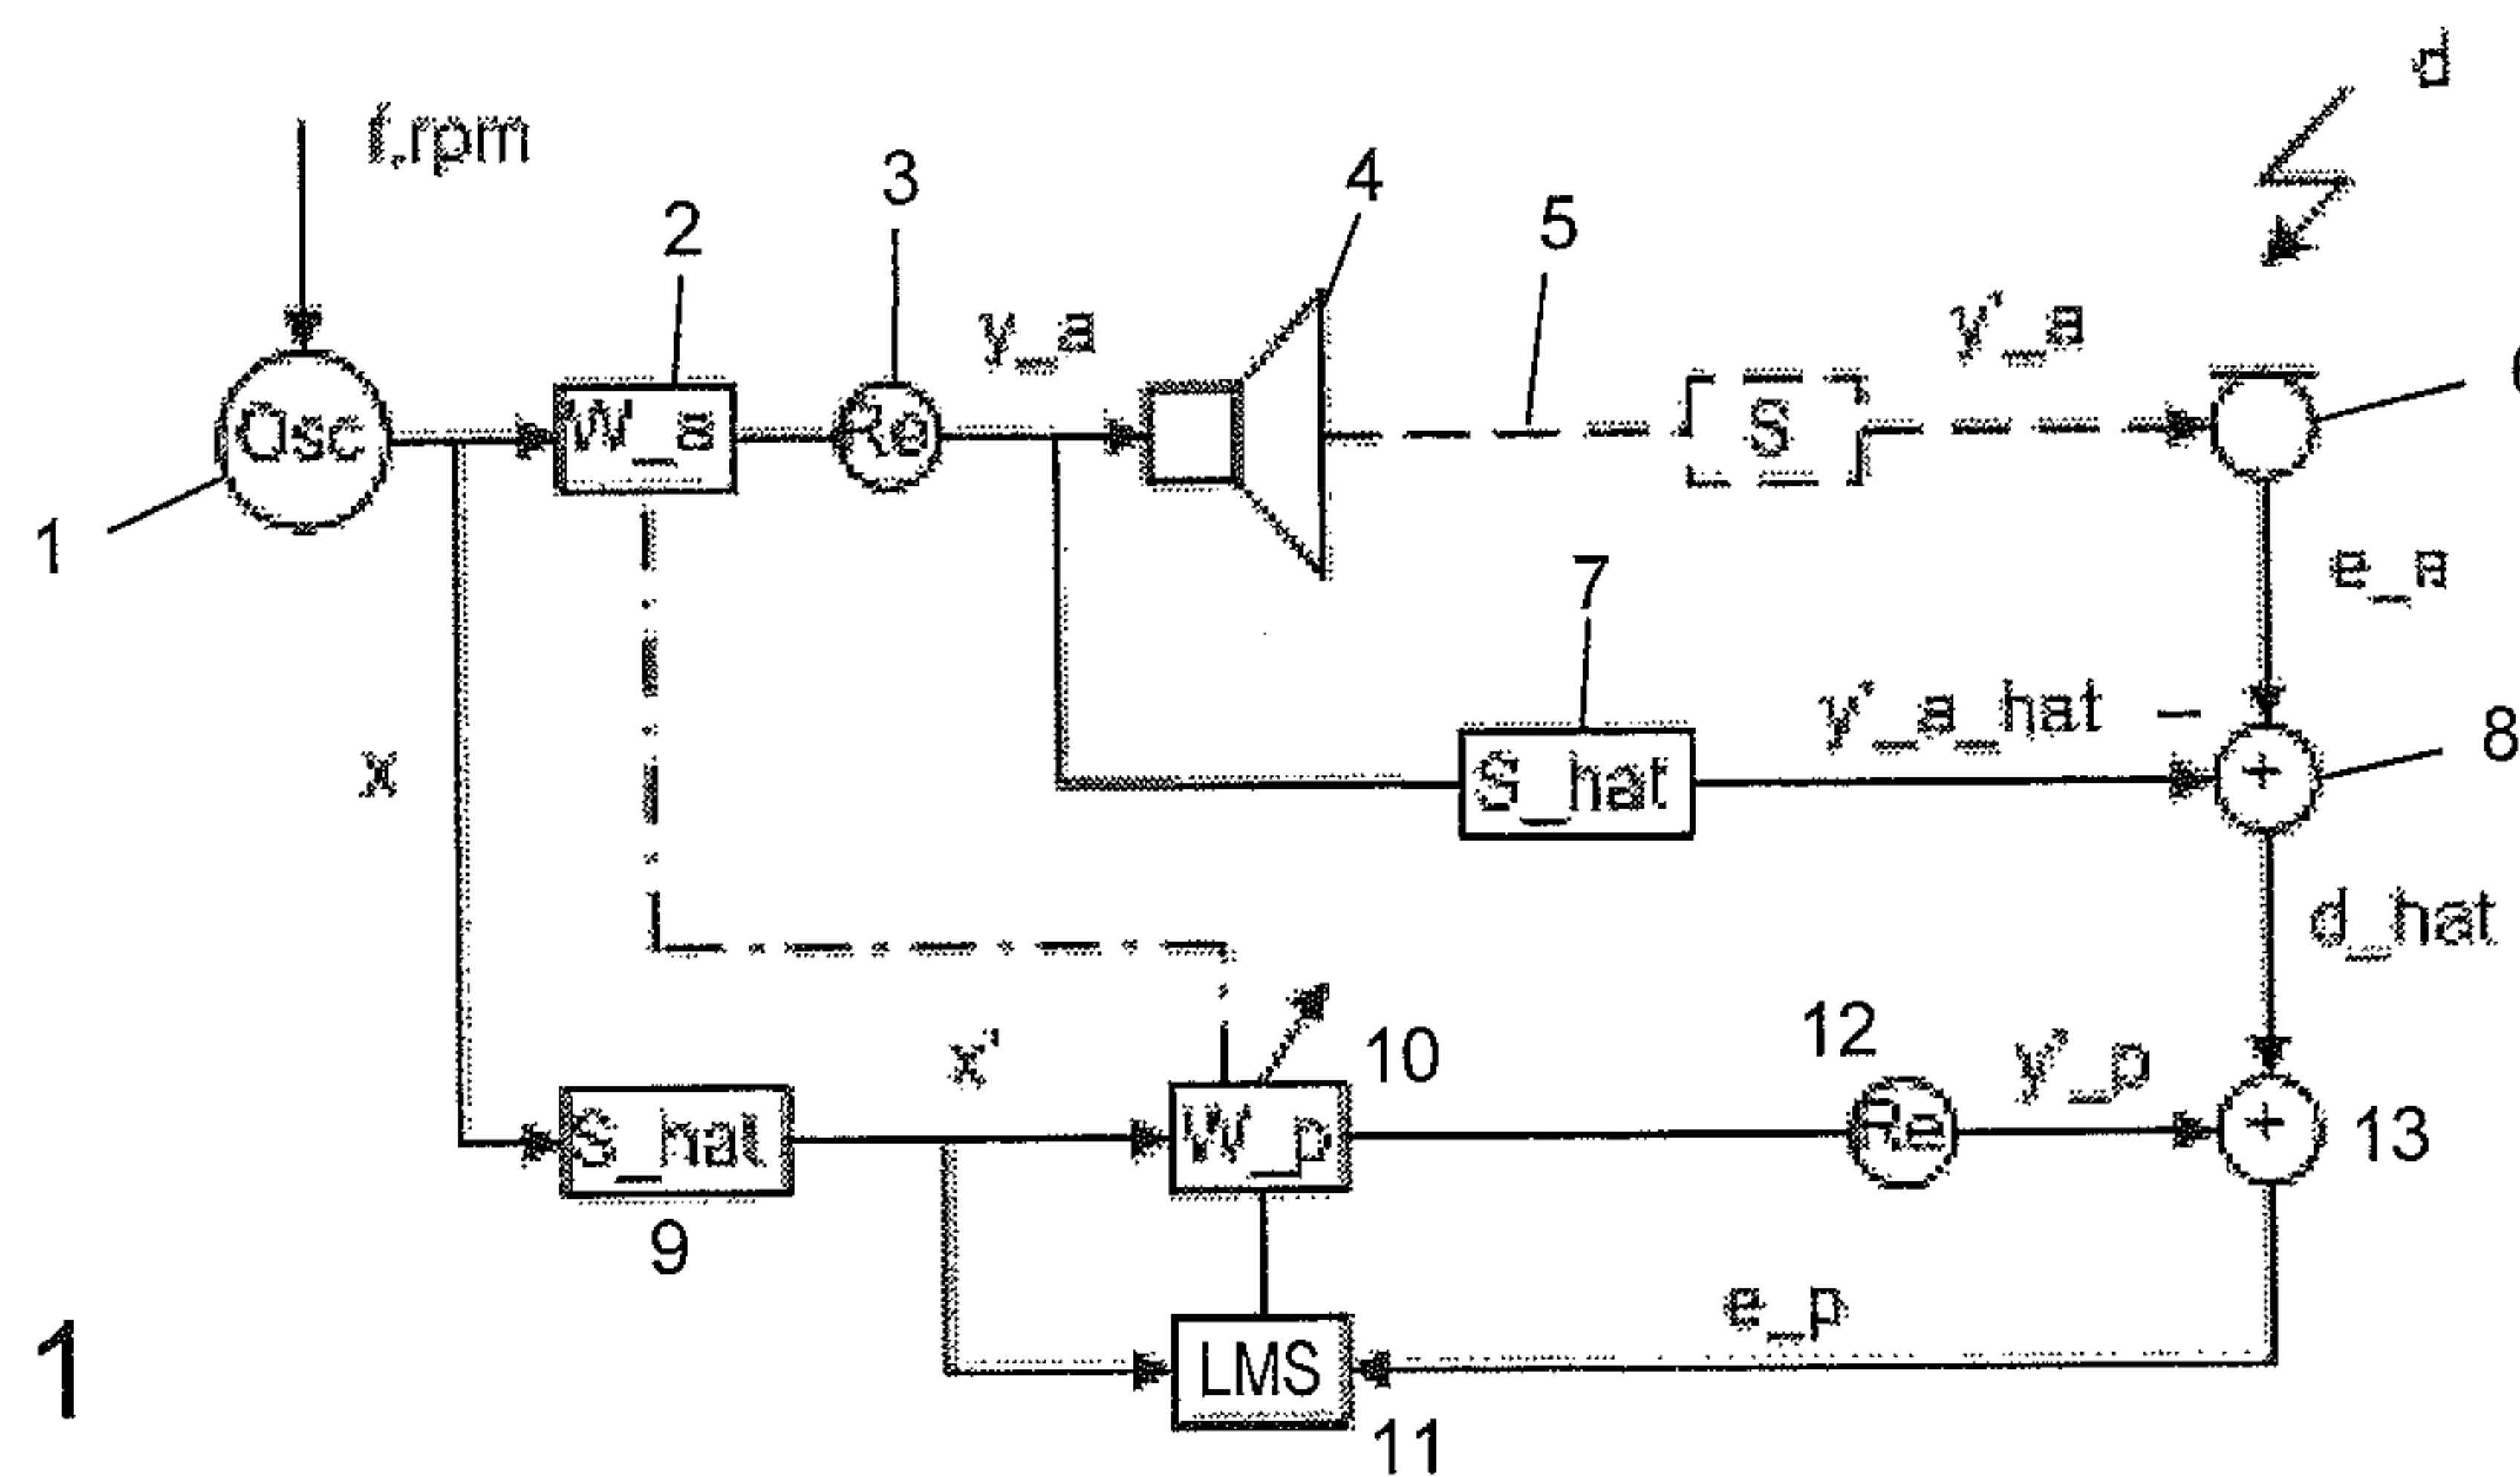 d
f,rpm
3
4
2
5
y_a
y'_a
Osc
W_a
Re
S
1
e_a
7
y'_a_hat –
8
x
S_hat
+
d_hat
x'
10
12
y'_p
S_hat
W_p
Re
+
13
9
e_p
1
LMS
11